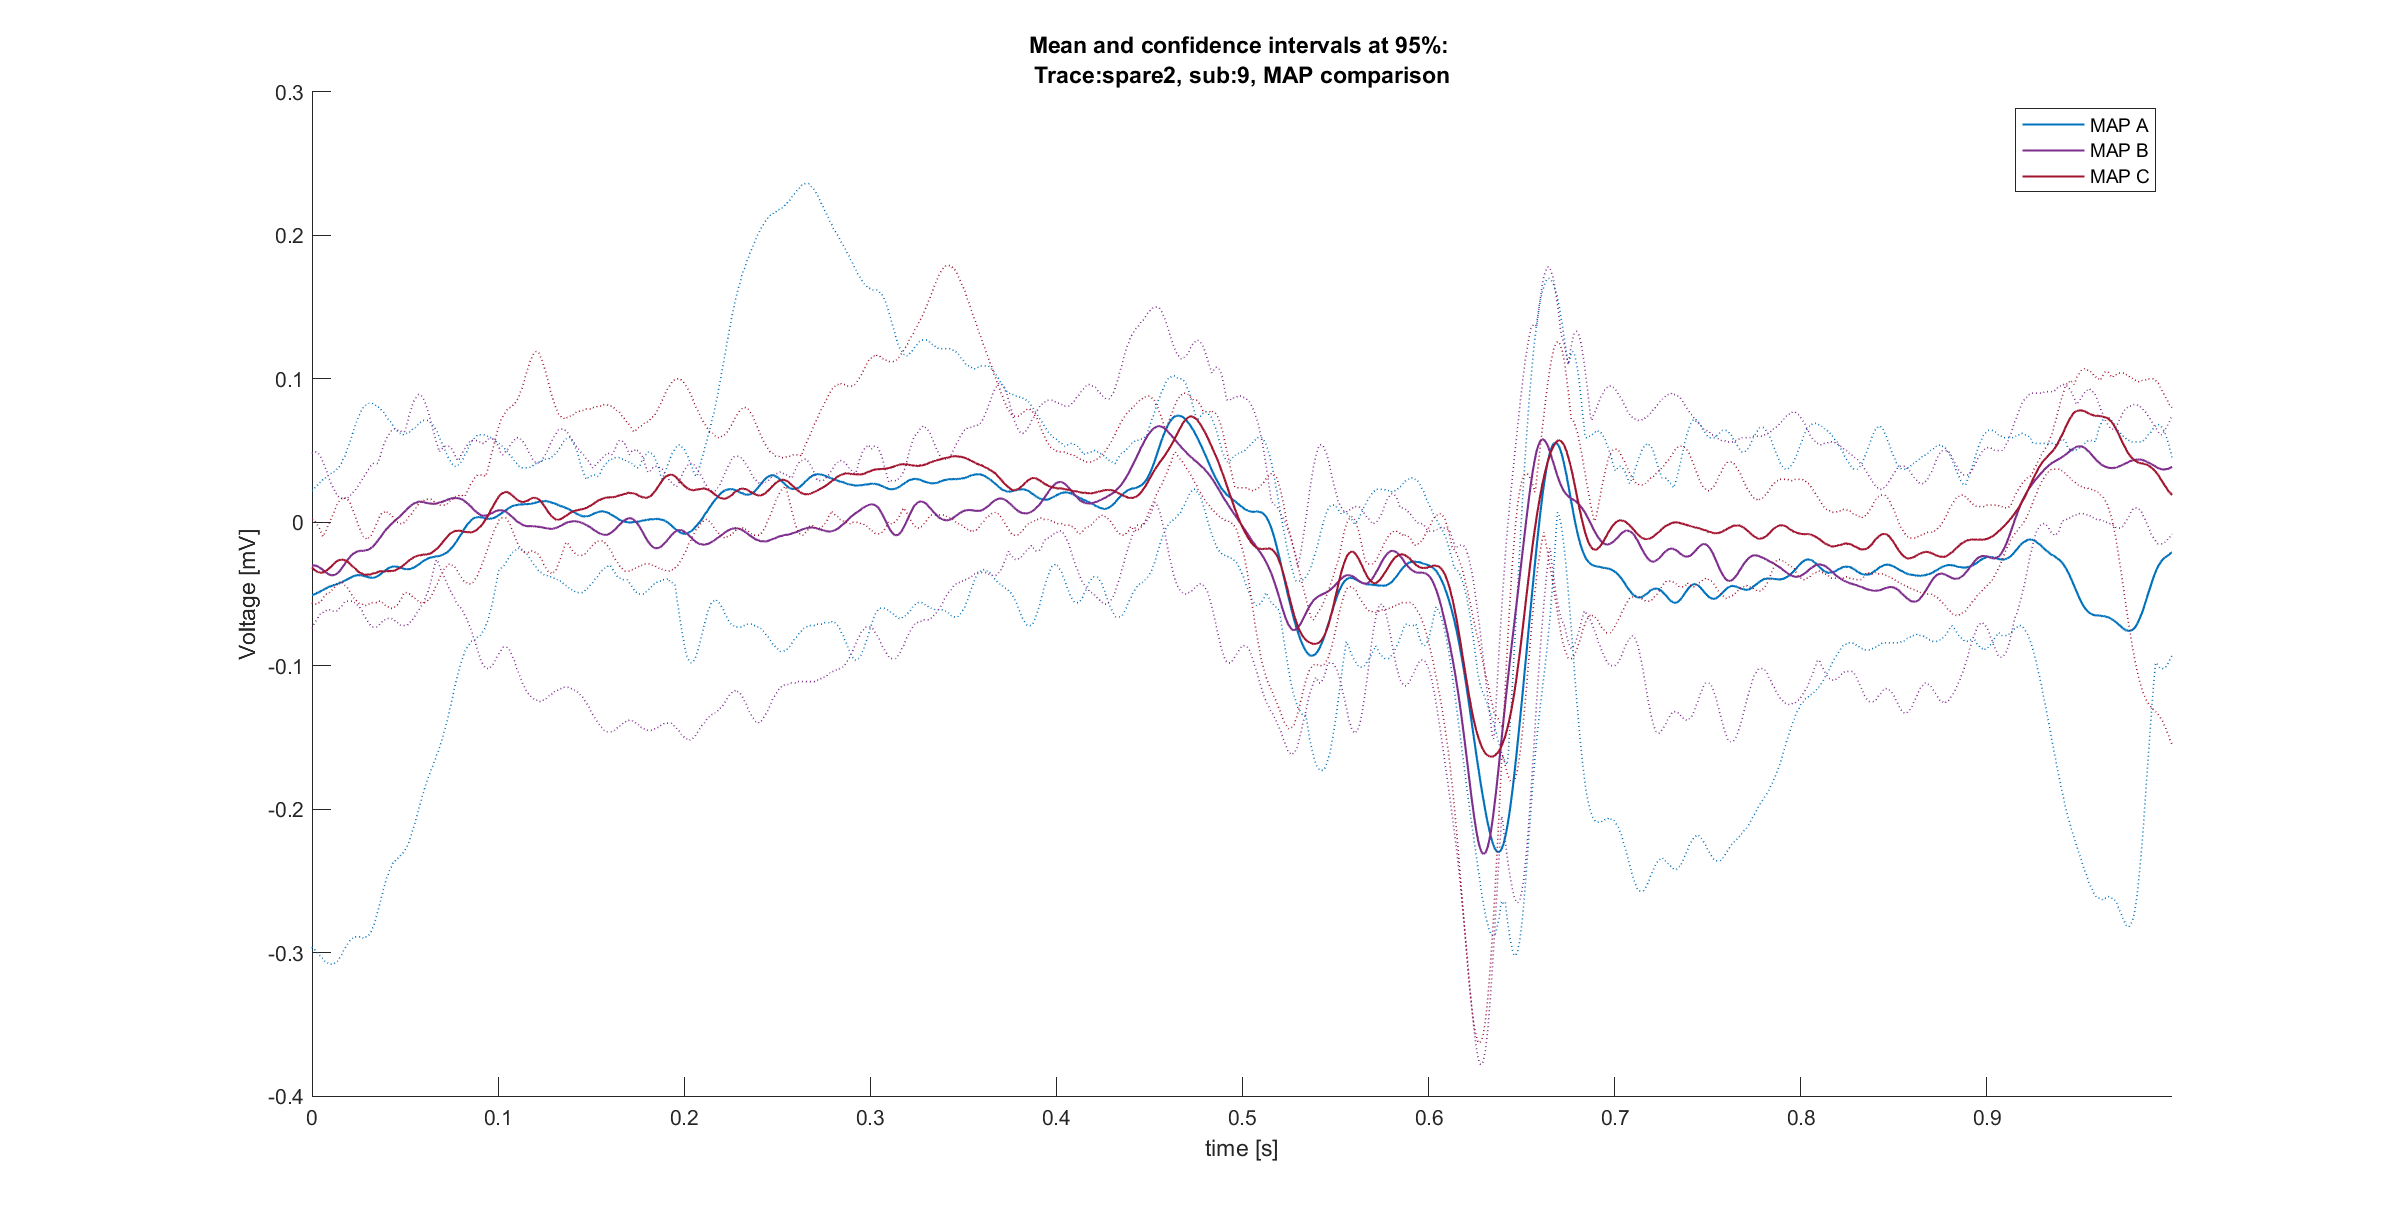 Mean and confidence intervals at 95%:
Trace:spare2, sub:9, MAP comparison
MAP A
MAP B
MAP C
0.3
0.2
0.1
0
-0.1
-0.2
-0.3
-0.4
Voltage [mV]
0 0.1 0.2 0.3 0.4 0.5 0.6 0.7 0.8 0.9
time [s]